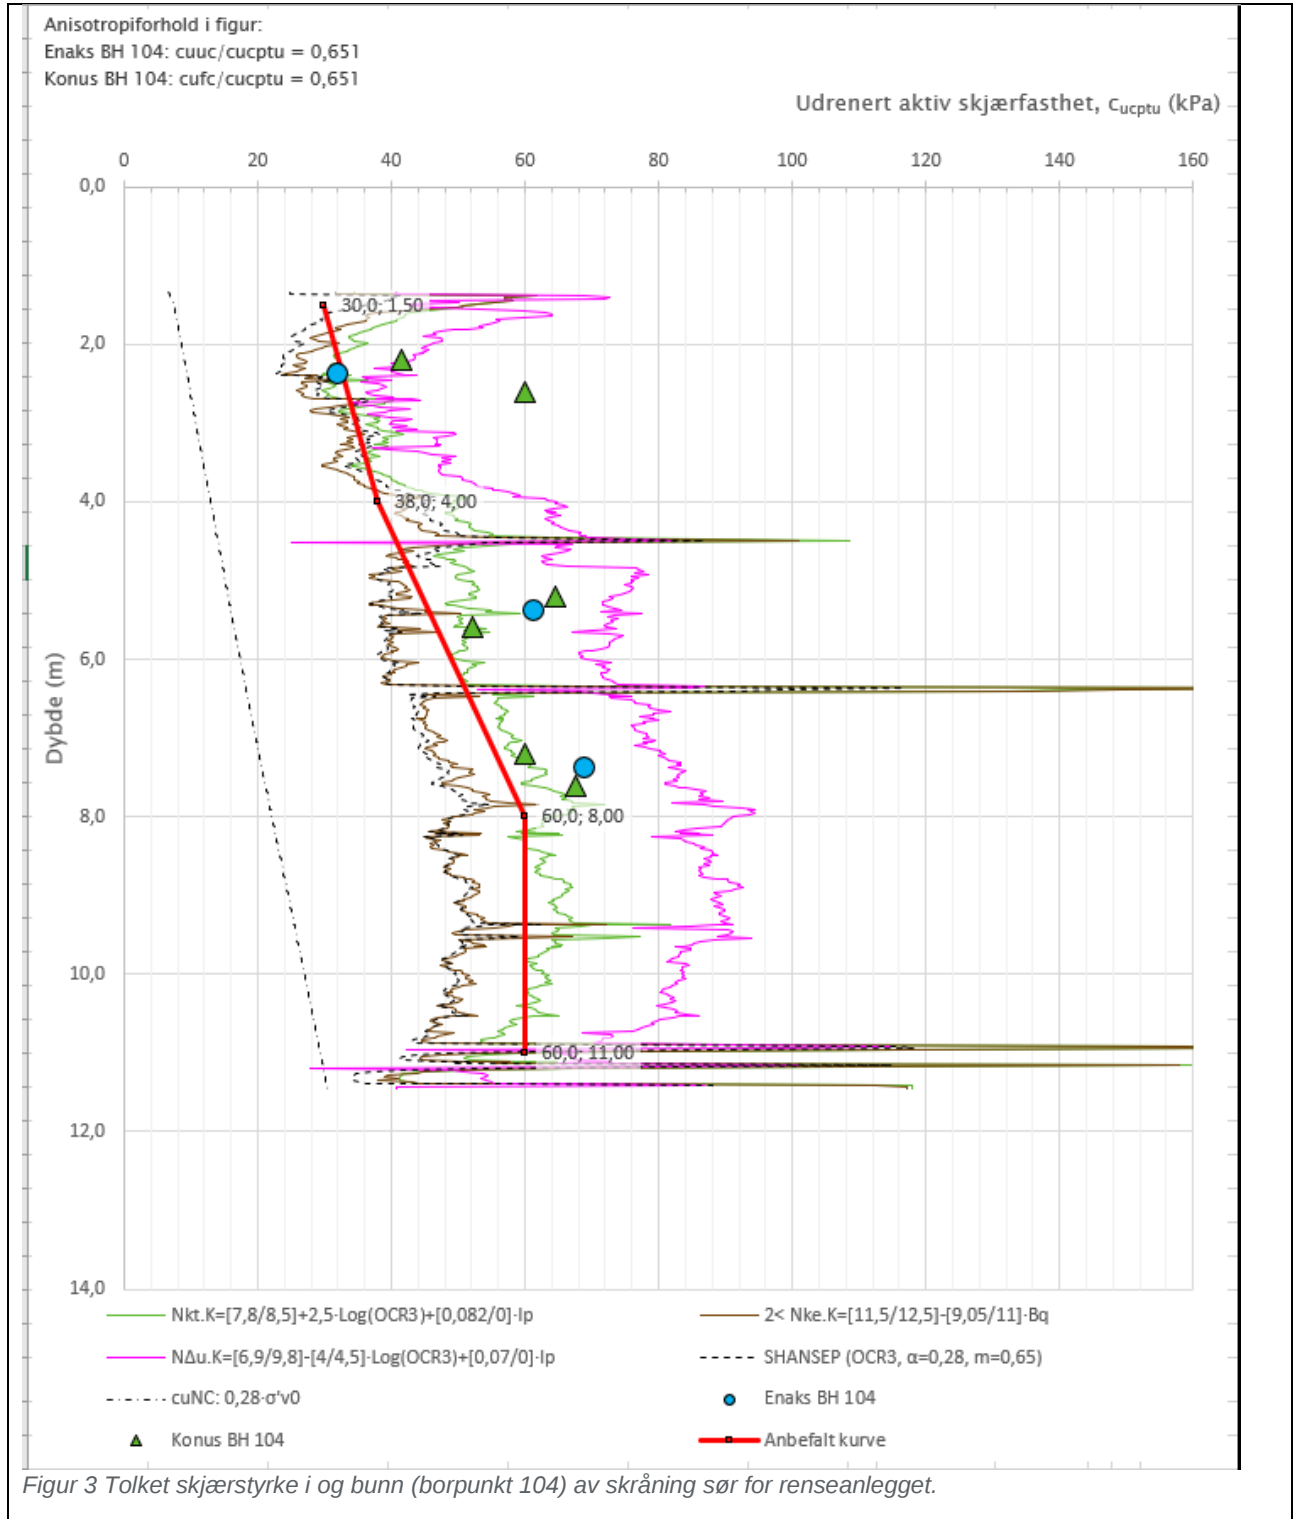 Anisotropiforhold i figur:
Enaks BH 104: cuuc/cucptu = 0,651
Konus BH 104: cufc/cucptu = 0,651
Udrenert aktiv skjærfasthet, cucptu (kPa)
0 20 40 60 80 100 120 140 160
0,0
30,0; 1,50
2,0
4,0
38,0; 4,00
6,0
Dybde (m)
8,0
60,0; 8,00
10,0
60,0; 11,00
12,0
14,0
Nkt.K=[7,8/8,5]+2,5·Log(OCR3)+[0,082/0]·Ip
2< Nke.K=[11,5/12,5]-[9,05/11]·Bq
NΔu.K=[6,9/9,8]-[4/4,5]·Log(OCR3)+[0,07/0]·Ip
SHANSEP (OCR3, α=0,28, m=0,65)
cuNC: 0,28·σ'v0
Enaks BH 104
Konus BH 104
Anbefalt kurve
Figur 3 Tolket skjærstyrke i og bunn (borpunkt 104) av skråning sør for renseanlegget.